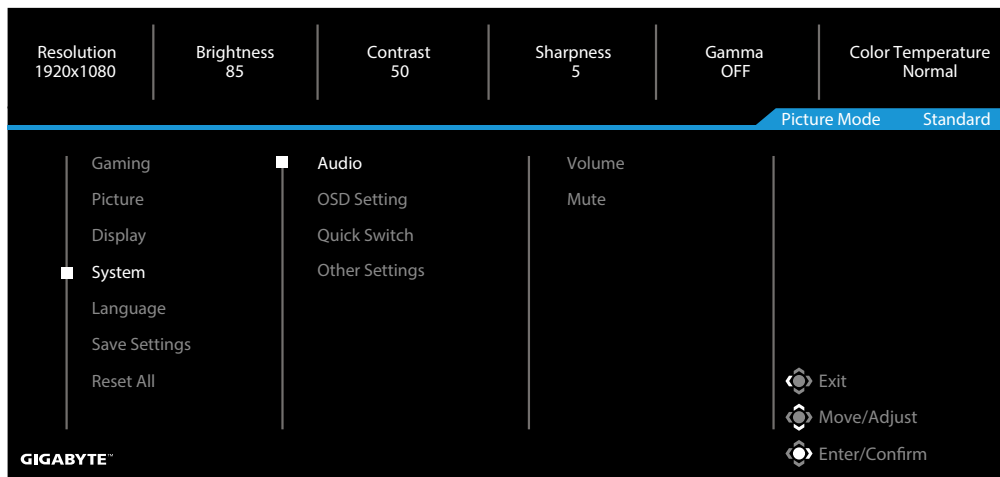 Resolution
1920x1080
Brightness
85
Contrast
50
Sharpness
5
Gamma
OFF
Color Temperature
Normal
Picture Mode Standard
Gaming
Picture
Display
System
Language
Save Settings
Reset All
Audio
OSD Setting
Quick Switch
Other Settings
Volume
Mute
Exit
Move/Adjust
Enter/Confirm
GIGABYTE™